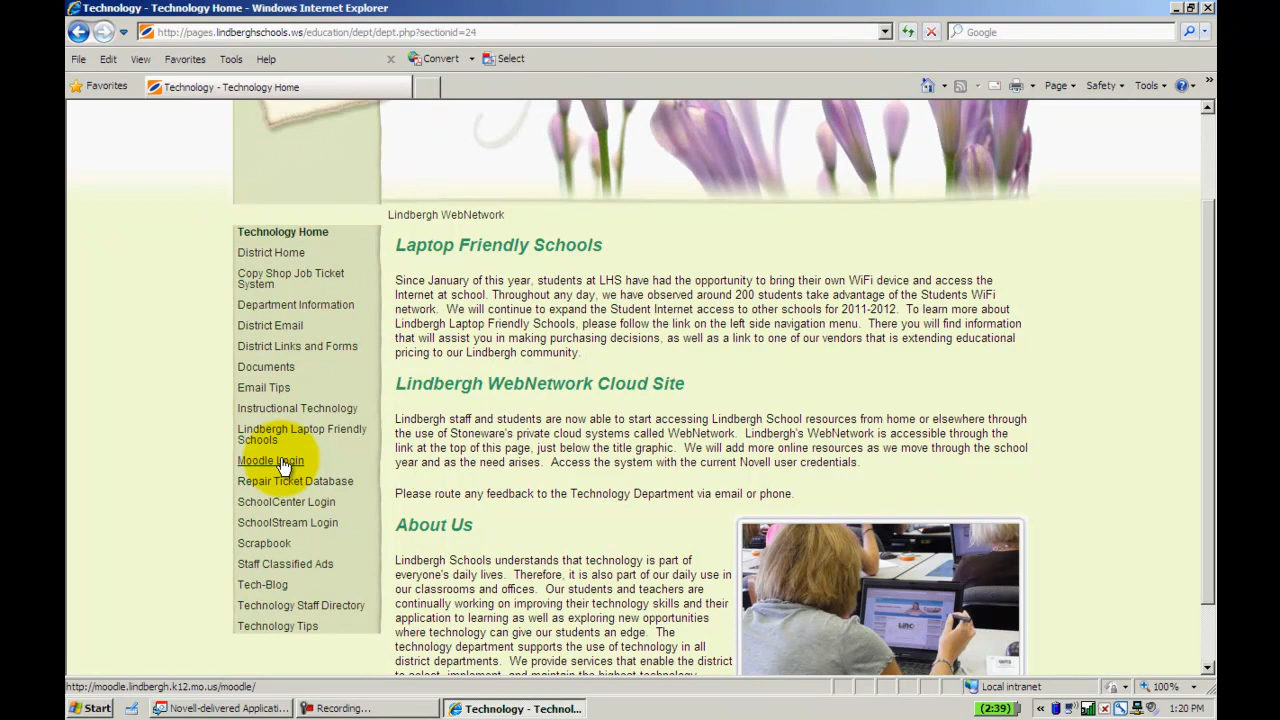 Technology - Technology Home - Windows Internet Explorer
http://pages.lindberghschools.ws/education/dept/dept.php?sectionid=24
Google
File Edit View Favorites Tools Help
x Convert Select
Favorites
Technology - Technology Home
Page Safety Tools
Lindbergh WebNetwork
Technology Home
District Home
Copy Shop Job Ticket
System
Department Information
District Email
District Links and Forms
Documents
Email Tips
Instructional Technology
Lindbergh Laptop Friendly
Schools
Moodle Login
Repair Ticket Database
SchoolCenter Login
SchoolStream Login
Scrapbook
Staff Classified Ads
Tech-Blog
Technology Staff Directory
Technology Tips
Laptop Friendly Schools
Since January of this year, students at LHS have had the opportunity to bring their own WiFi device and access the
Internet at school. Throughout any day, we have observed around 200 students take advantage of the Students WiFi
network. We will continue to expand the Student Internet access to other schools for 2011-2012. To learn more about
Lindbergh Laptop Friendly Schools, please follow the link on the left side navigation menu. There you will find information
that will assist you in making purchasing decisions, as well as a link to one of our vendors that is extending educational
pricing to our Lindbergh community.
Lindbergh WebNetwork Cloud Site
Lindbergh staff and students are now able to start accessing Lindbergh School resources from home or elsewhere through
the use of Stoneware's private cloud systems called WebNetwork. Lindbergh's WebNetwork is accessible through the
link at the top of this page, just below the title graphic. We will add more online resources as we move through the school
year and as the need arises. Access the system with the current Novell user credentials.
Please route any feedback to the Technology Department via email or phone.
About Us
Lindbergh Schools understands that technology is part of
everyone's daily lives. Therefore, it is also part of our daily use in
our classrooms and offices. Our students and teachers are
continually working on improving their technology skills and their
application to learning as well as exploring new opportunities
where technology can give our students an edge. The
technology department supports the use of technology in all
district departments. We provide services that enable the district
to select, implement, and maintain the highest technology
http://moodle.lindbergh.k12.mo.us/moodle/
Local intranet
100%
Start
Novell-delivered Applicati...
Recording...
Technology - Technol...
(2:39)
1:20 PM